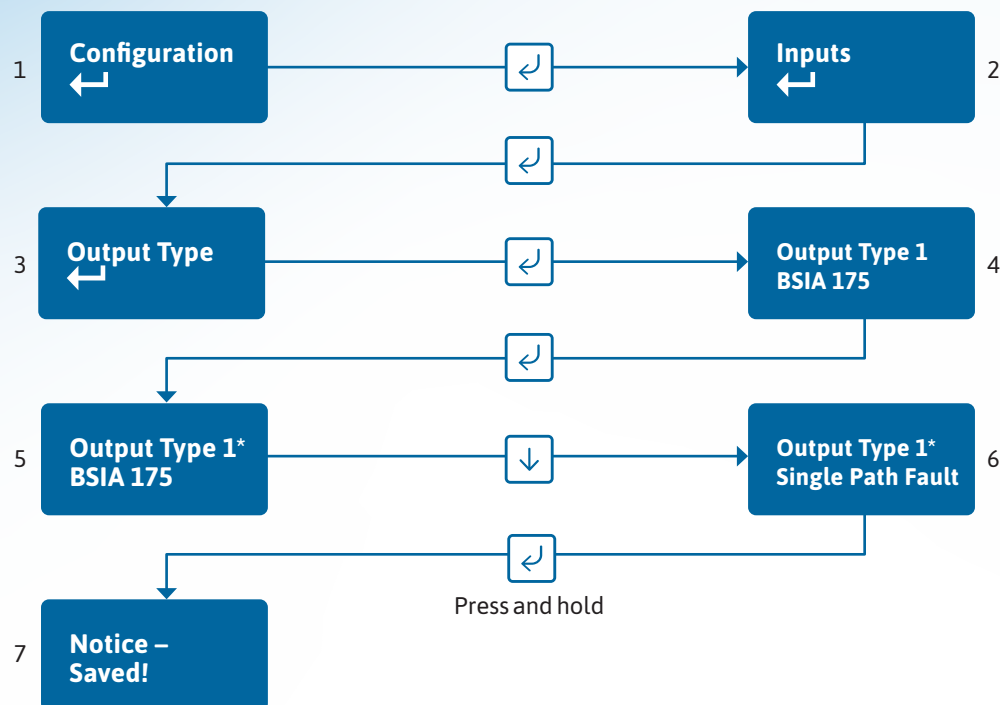 1
Configuration
Inputs
2
3
Output Type
Output Type 1
BSIA 175
4
5
Output Type 1*
BSIA 175
Output Type 1*
Single Path Fault
6
Press and hold
7
Notice –
Saved!